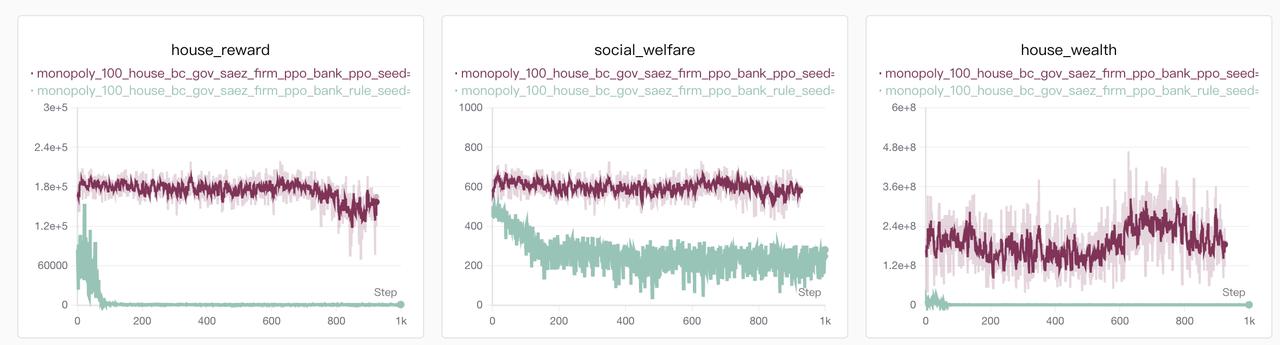 house_reward
· monopoly_100_house_bc_gov_saez_firm_ppo_bank_ppo_seed=
· monopoly_100_house_bc_gov_saez_firm_ppo_bank_rule_seed=
3e+5
2.4e+5
1.8e+5
1.2e+5
60000
0
Step
0 200 400 600 800 1k
social_welfare
· monopoly_100_house_bc_gov_saez_firm_ppo_bank_ppo_seed=
· monopoly_100_house_bc_gov_saez_firm_ppo_bank_rule_seed=
1000
800
600
400
200
0
Step
0 200 400 600 800 1k
house_wealth
· monopoly_100_house_bc_gov_saez_firm_ppo_bank_ppo_seed=
· monopoly_100_house_bc_gov_saez_firm_ppo_bank_rule_seed=
6e+8
4.8e+8
3.6e+8
2.4e+8
1.2e+8
0
Step
0 200 400 600 800 1k